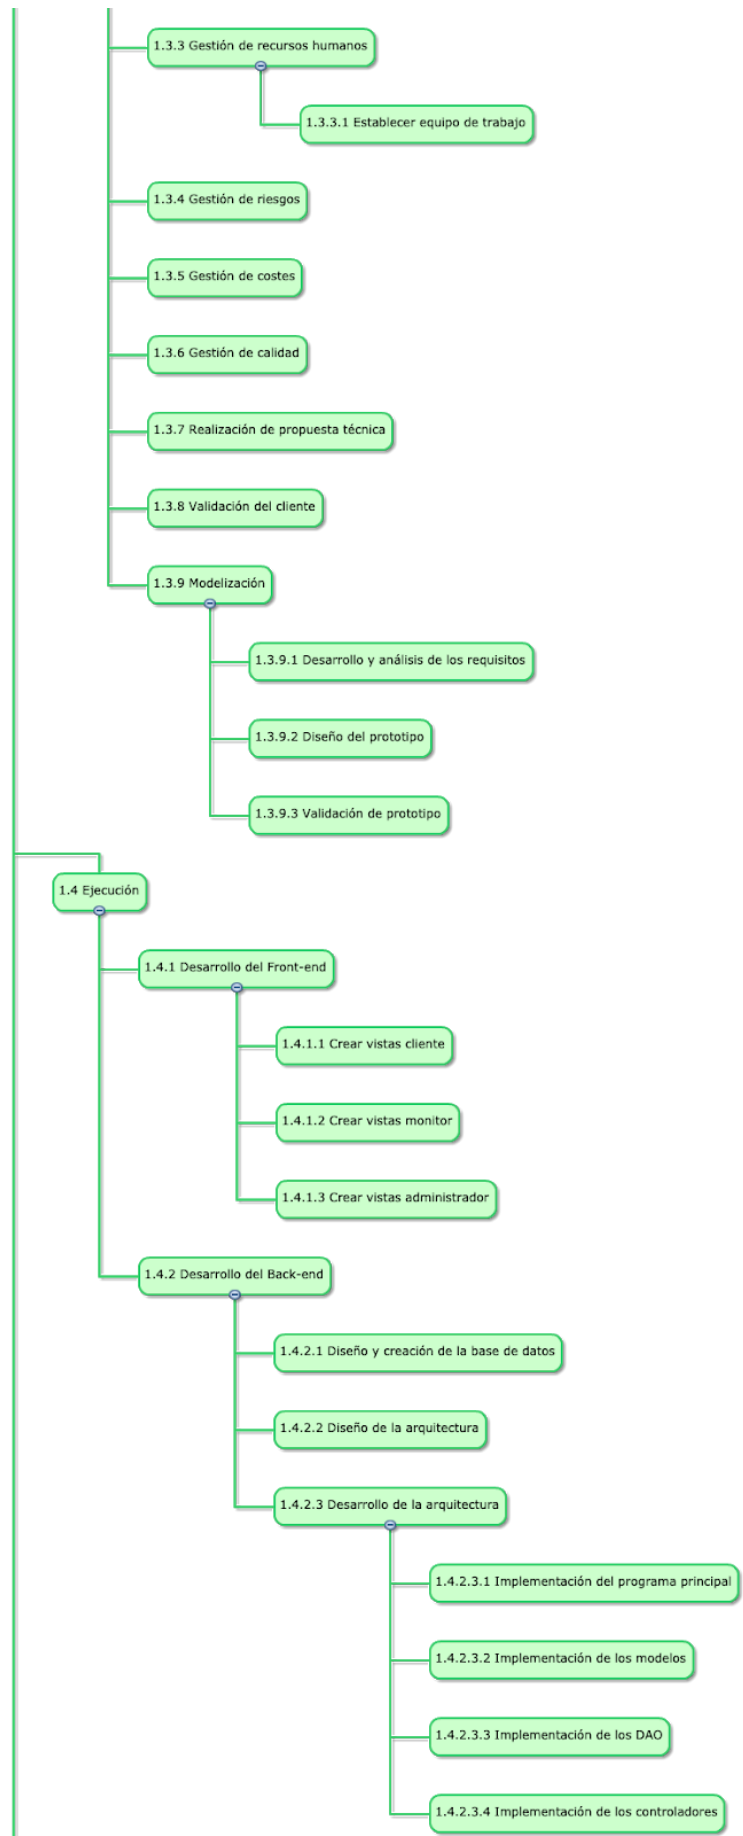 1.3.3 Gestión de recursos humanos
1.3.3.1 Establecer equipo de trabajo
1.3.4 Gestión de riesgos
1.3.5 Gestión de costes
1.3.6 Gestión de calidad
1.3.7 Realización de propuesta técnica
1.3.8 Validación del cliente
1.3.9 Modelización
1.3.9.1 Desarrollo y análisis de los requisitos
1.3.9.2 Diseño del prototipo
1.3.9.3 Validación de prototipo
1.4 Ejecución
1.4.1 Desarrollo del Front-end
1.4.1.1 Crear vistas cliente
1.4.1.2 Crear vistas monitor
1.4.1.3 Crear vistas administrador
1.4.2 Desarrollo del Back-end
1.4.2.1 Diseño y creación de la base de datos
1.4.2.2 Diseño de la arquitectura
1.4.2.3 Desarrollo de la arquitectura
1.4.2.3.1 Implementación del programa principal
1.4.2.3.2 Implementación de los modelos
1.4.2.3.3 Implementación de los DAO
1.4.2.3.4 Implementación de los controladores